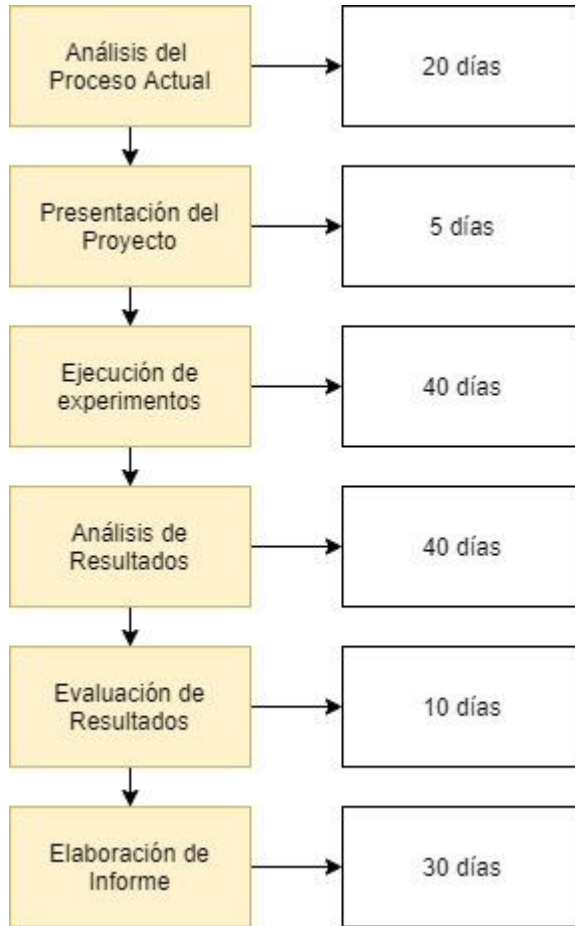 Análisis del
Proceso Actual
20 días
Presentación del
Proyecto
5 días
Ejecución de
experimentos
40 días
Análisis de
Resultados
40 días
Evaluación de
Resultados
10 días
Elaboración de
Informe
30 días